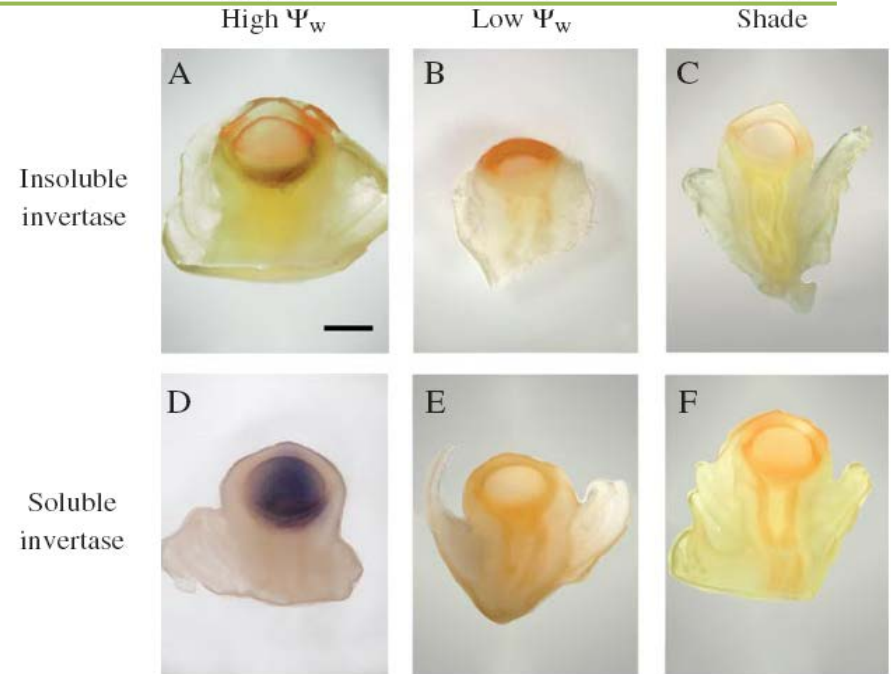 High Ψw Low Ψw Shade
A B C
Insoluble
invertase
D E F
Soluble
invertase